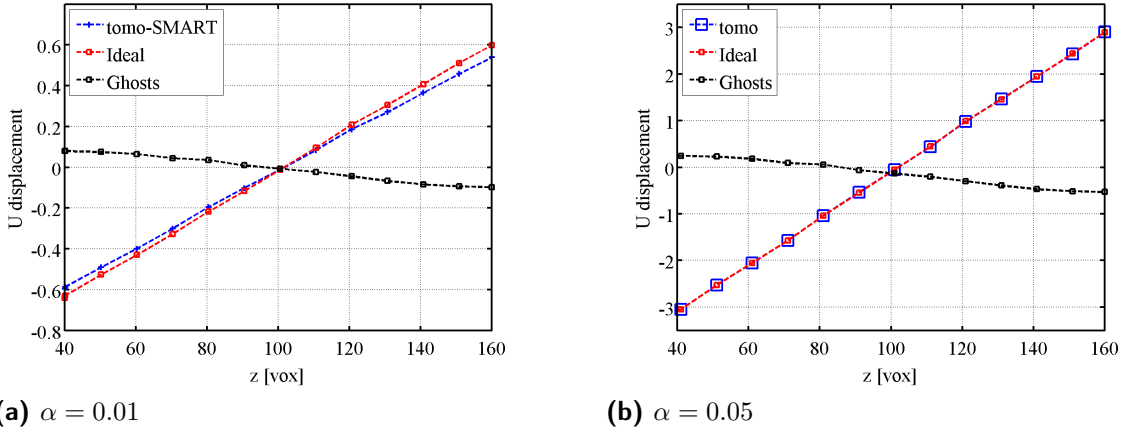 tomo-SMART
Ideal
Ghosts
U displacement
0.6
0.4
0.2
0
-0.2
-0.4
-0.6
-0.8
40 60 80 100 120 140 160
z [vox]
(a) α = 0.01
tomo
Ideal
Ghosts
U displacement
3
2
1
0
-1
-2
-3
40 60 80 100 120 140 160
z [vox]
(b) α = 0.05